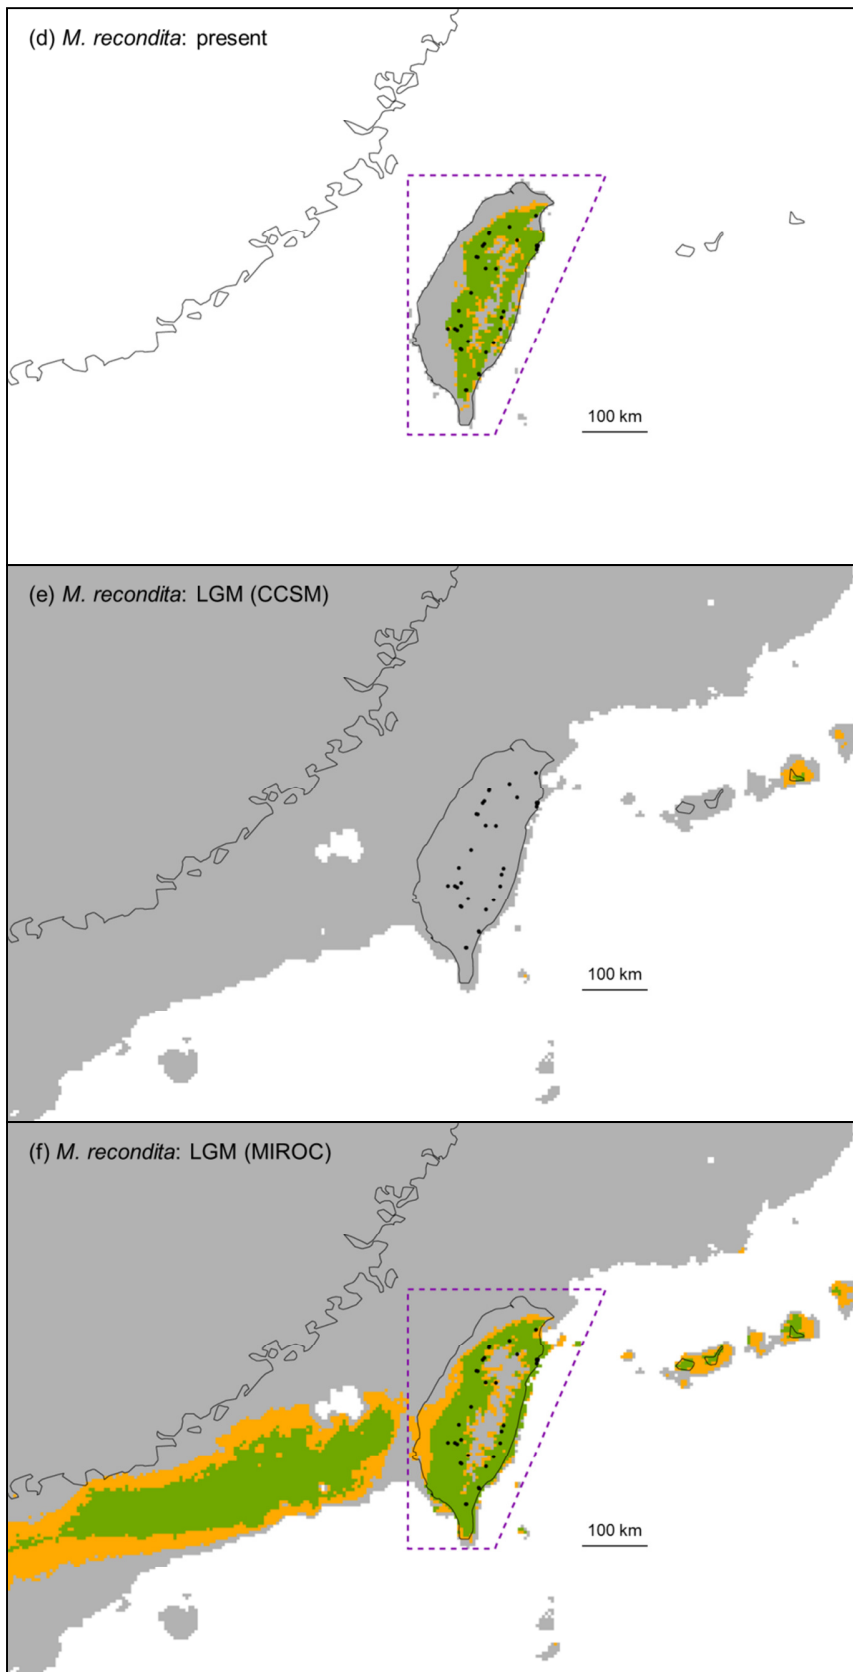 (d) M. recondita: present
100 km
(e) M. recondita: LGM (CCSM)
100 km
(f) M. recondita: LGM (MIROC)
100 km